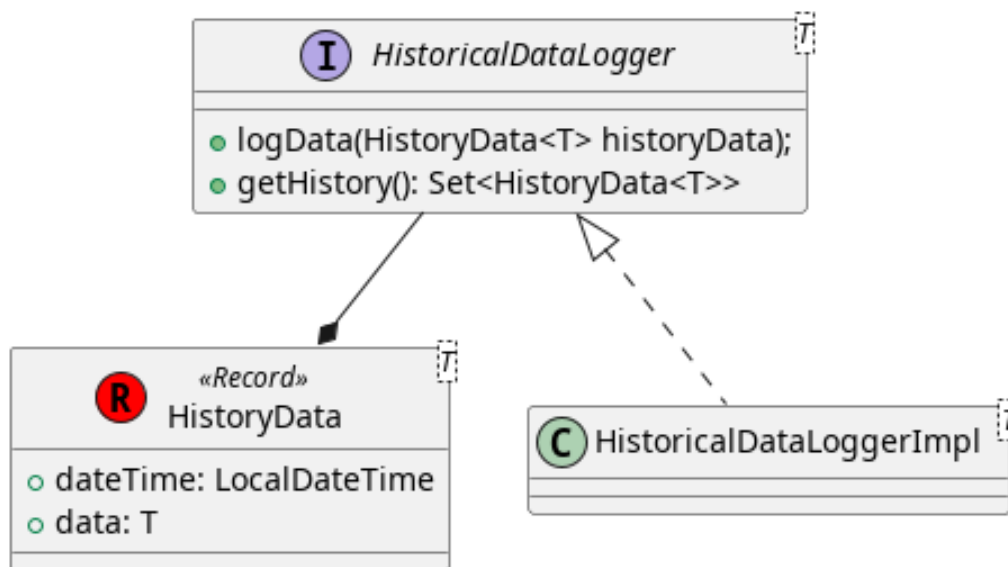 I HistoricalDataLogger T
logData(HistoryData<T> historyData);
getHistory(): Set<HistoryData<T>>
T
«Record»
R HistoryData
dateTime: LocalDateTime
data: T
C HistoricalDataLoggerImpl